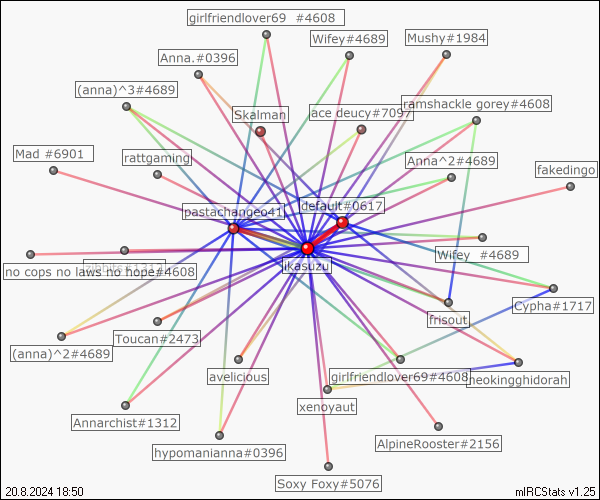 girlfriendlover69 #4608
Wifey#4689
Mushy#1984
Anna.#0396
(anna)^3#4689
ramshackle gorey#4608
Skalman
ace deucy#7097
Mad #6901
rattgaming
Anna^2#4689
fakedingo
pastachangeo41
default#0617
Wifey #4689
ikasuzu
no cops no laws no hope#4608
Cypha#1717
frisout
Toucan#2473
(anna)^2#4689
avelicious
girlfriendlover69#4608
neokingghidorah
xenoyaut
Annarchist#1312
AlpineRooster#2156
hypomanianna#0396
Soxy Foxy#5076
20.8.2024 18:50
mIRCStats v1.25